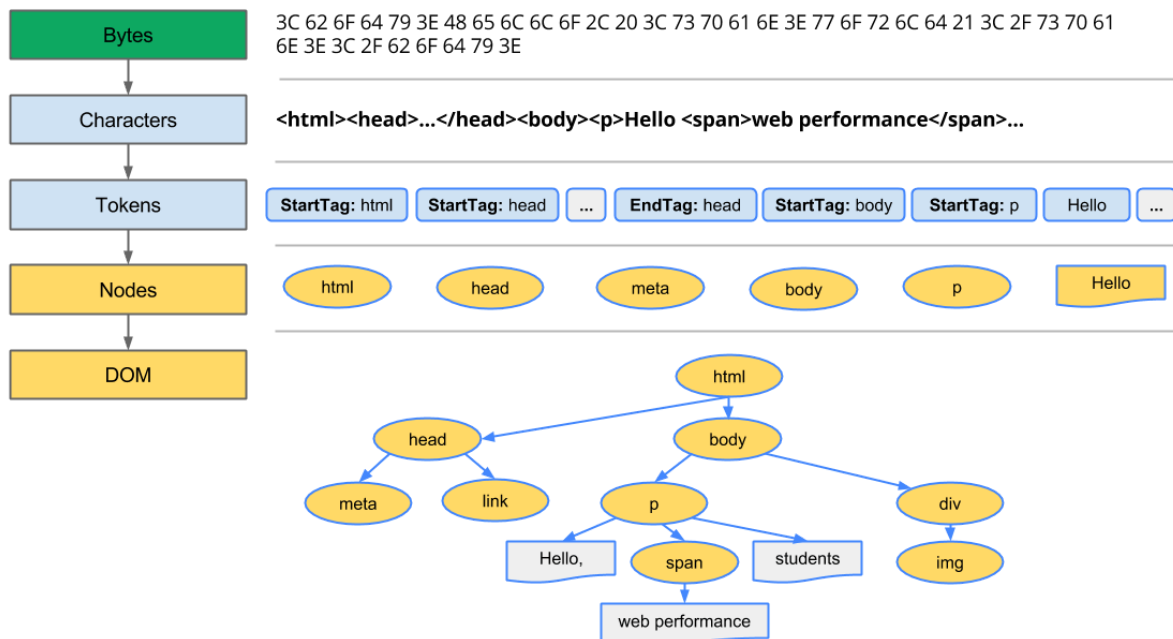 Bytes
3C 62 6F 64 79 3E 48 65 6C 6C 6F 2C 20 3C 73 70 61 6E 3E 77 6F 72 6C 64 21 3C 2F 73 70 61
6E 3E 3C 2F 62 6F 64 79 3E
Characters
<html><head>...</head><body><p>Hello <span>web performance</span>...
Tokens
StartTag: html
StartTag: head
...
EndTag: head
StartTag: body
StartTag: p
Hello
...
Nodes
html
head
meta
body
p
Hello
DOM
html
head
body
meta
link
p
div
Hello,
span
students
img
web performance